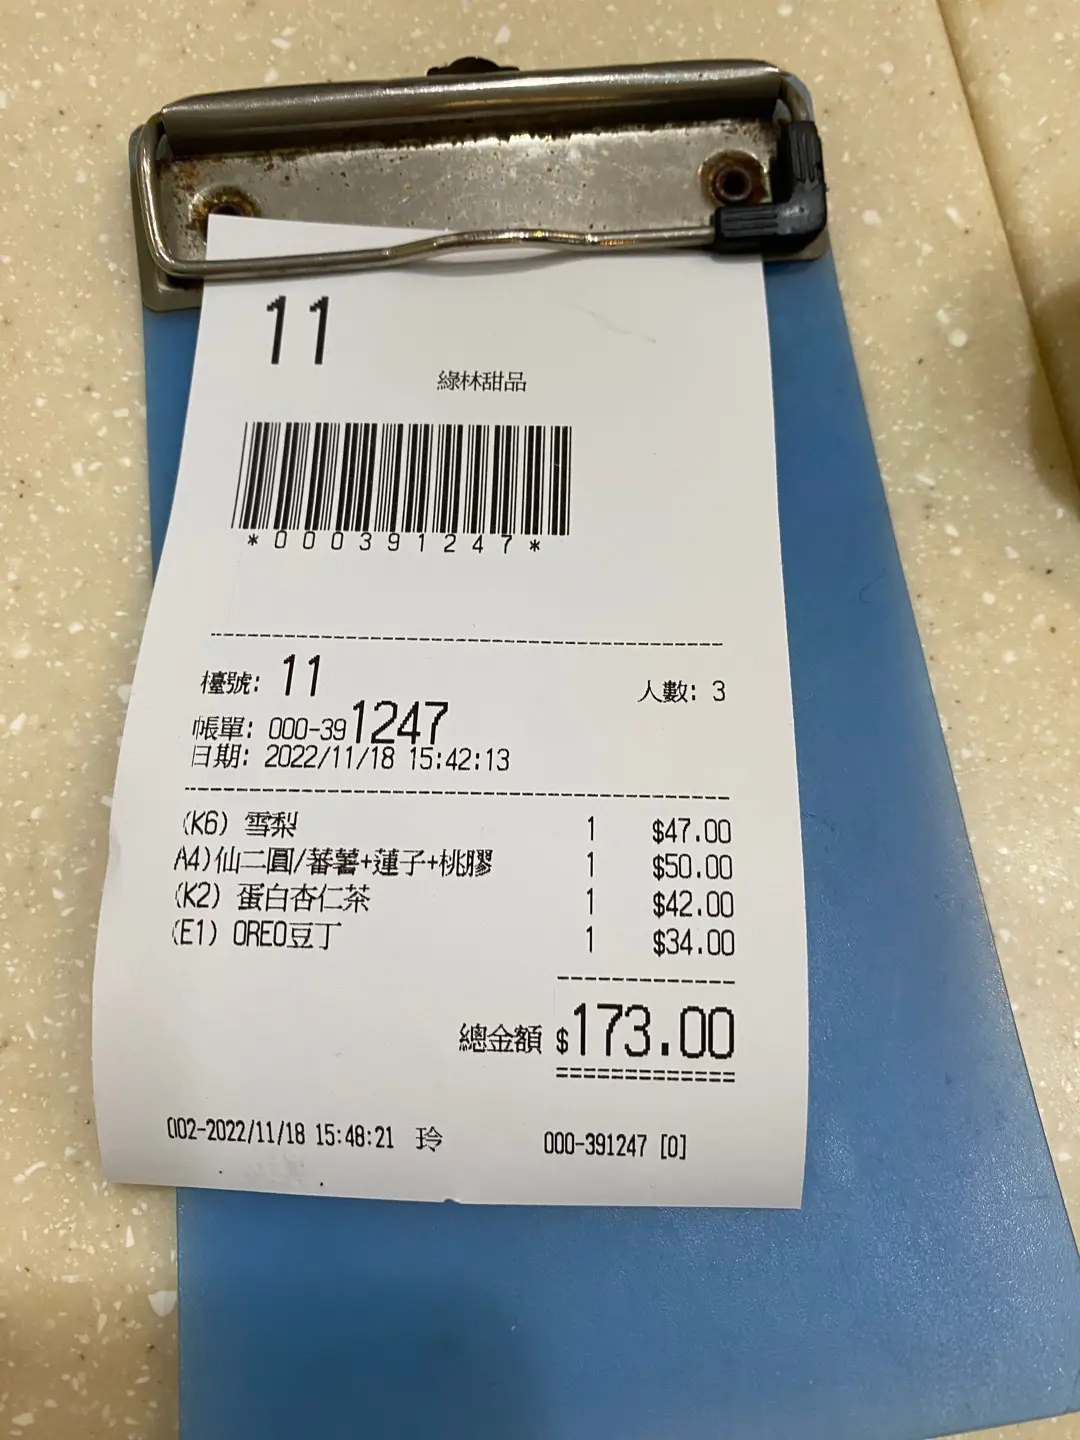 11
綠林甜品
*000391247*
檯號: 11 人數: 3
帳單: 000-391247
日期: 2022/11/18 15:42:13
(K6) 雪梨 1 $47.00
A4)仙二圓/蕃薯+蓮子+桃膠 1 $50.00
(K2) 蛋白杏仁茶 1 $42.00
(E1) OREO豆丁 1 $34.00
總金額 $173.00
002-2022/11/18 15:48:21 玲 000-391247 [0]